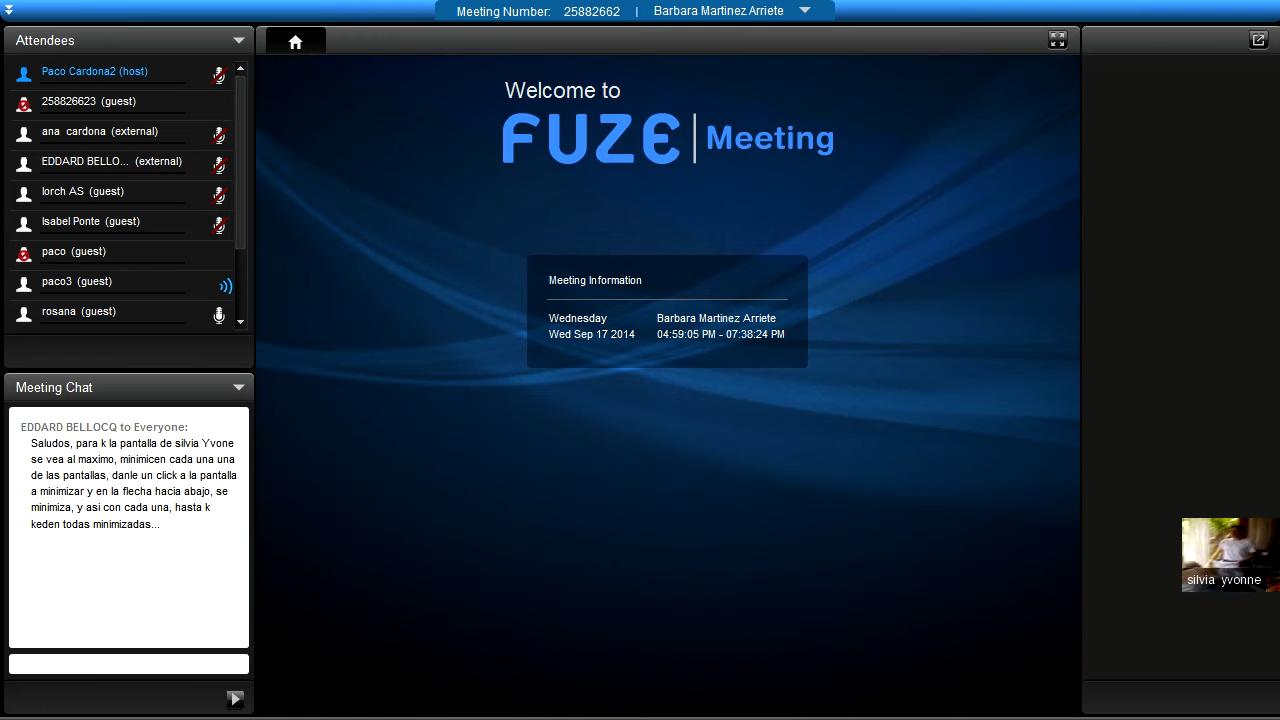 Meeting Number: 25882662 | Barbara Martinez Arriete
Attendees
Paco Cardona2 (host)
258826623 (guest)
ana cardona (external)
EDDARD BELLO... (external)
lorch AS (guest)
Isabel Ponte (guest)
paco (guest)
paco3 (guest)
rosana (guest)
Meeting Chat
EDDARD BELLOCQ to Everyone:
Saludos, para k la pantalla de silvia Yvone
se vea al maximo, minimicen cada una una
de las pantallas, danle un click a la pantalla
a minimizar y en la flecha hacia abajo, se
minimiza, y asi con cada una, hasta k
keden todas minimizadas...
Welcome to
FUZE | Meeting
Meeting Information
Wednesday Barbara Martinez Arriete
Wed Sep 17 2014 04:59:05 PM - 07:38:24 PM
silvia yvonne